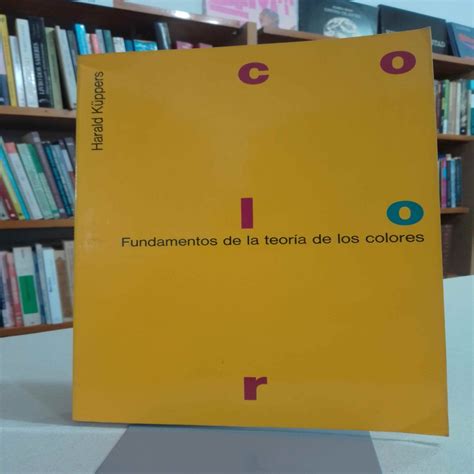 Harald Küppers
c o
l o
Fundamentos de la teoría de los colores
r